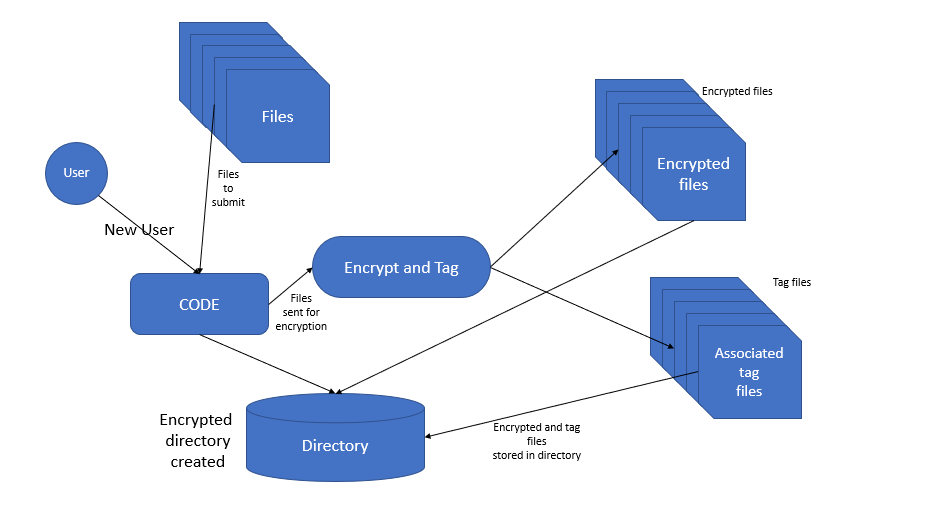 Files
Encrypted files
Encrypted
files
User
Files
to
submit
New User
Encrypt and Tag
CODE
Files
sent for
encryption
Tag files
Associated
tag
files
Encrypted
directory
created
Directory
Encrypted and tag
files
stored in directory